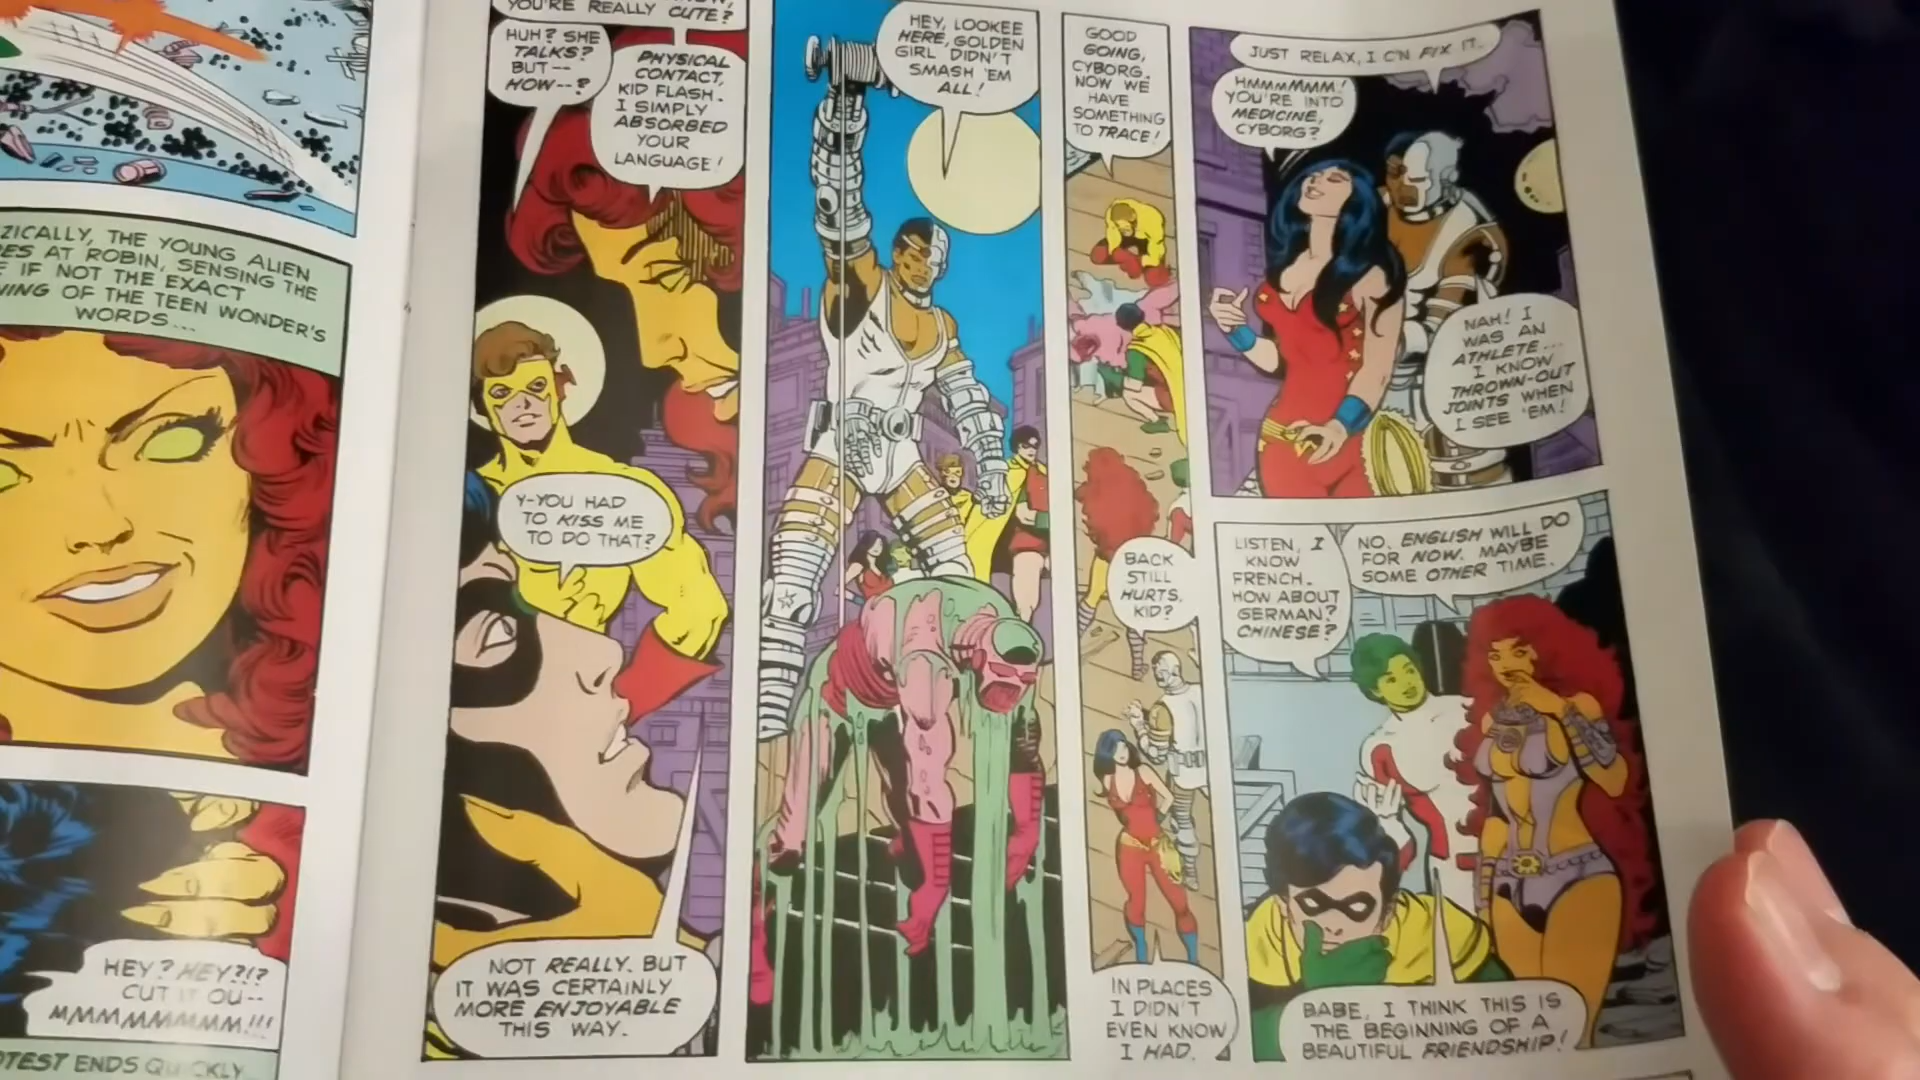 ZICALLY, THE YOUNG ALIEN
ES AT ROBIN, SENSING THE
E IF NOT THE EXACT
NING OF THE TEEN WONDER'S
WORDS...
HEY? HEY?!?
CUT IT OU--
MMMMMMMM!!!
OTEST ENDS QUICKLY
YOU'RE REALLY CUTE?
HUH? SHE
TALKS?
BUT--
HOW--?
PHYSICAL
CONTACT,
KID FLASH.
I SIMPLY
ABSORBED
YOUR
LANGUAGE!
Y-YOU HAD
TO KISS ME
TO DO THAT?
NOT REALLY. BUT
IT WAS CERTAINLY
MORE ENJOYABLE
THIS WAY.
HEY, LOOKEE
HERE, GOLDEN
GIRL DIDN'T
SMASH 'EM
ALL!
GOOD
GOING,
CYBORG.
NOW WE
HAVE
SOMETHING
TO TRACE!
BACK
STILL
HURTS,
KID?
IN PLACES
I DIDN'T
EVEN KNOW
I HAD.
JUST RELAX, I C'N FIX IT.
HMMMMMM!
YOU'RE INTO
MEDICINE,
CYBORG?
NAH! I
WAS AN
ATHLETE...
I KNOW
THROWN-OUT
JOINTS WHEN
I SEE 'EM!
LISTEN, I
KNOW
FRENCH.
HOW ABOUT
GERMAN?
CHINESE?
NO, ENGLISH WILL DO
FOR NOW. MAYBE
SOME OTHER TIME.
BABE, I THINK THIS IS
THE BEGINNING OF A
BEAUTIFUL FRIENDSHIP!